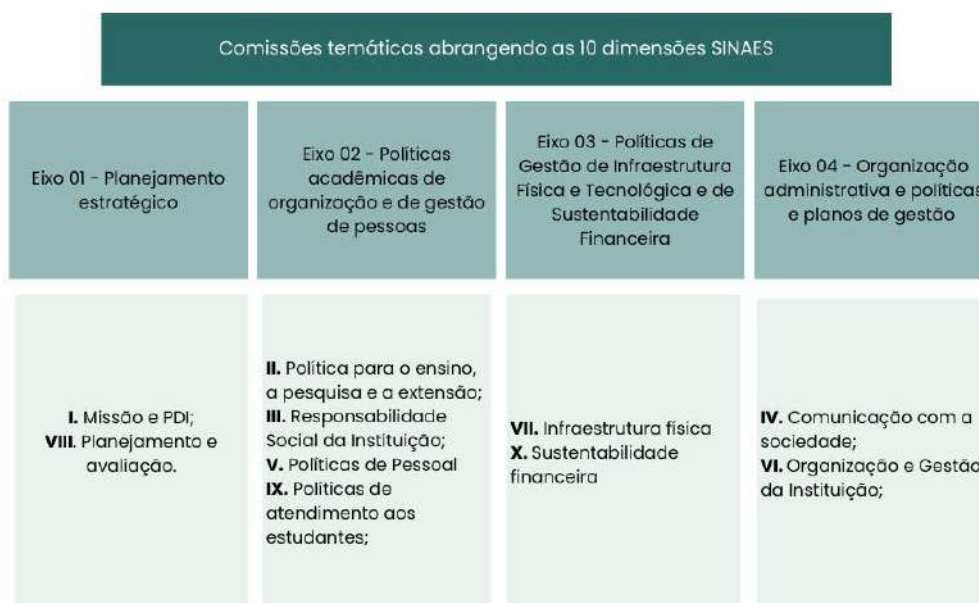 Comissões temáticas abrangendo as 10 dimensões SINAES
Eixo 01 - Planejamento
estratégico
Eixo 02 - Políticas
acadêmicas de
organização e de gestão
de pessoas
Eixo 03 - Políticas de
Gestão de Infraestrutura
Física e Tecnológica e de
Sustentabilidade
Financeira
Eixo 04 - Organização
administrativa e políticas
e planos de gestão
I. Missão e PDI;
VIII. Planejamento e
avaliação.
II. Política para o ensino,
a pesquisa e a extensão;
III. Responsabilidade
Social da Instituição;
V. Políticas de Pessoal
IX. Políticas de
atendimento aos
estudantes;
VII. Infraestrutura física
X. Sustentabilidade
financeira
IV. Comunicação com a
sociedade;
VI. Organização e Gestão
da Instituição;